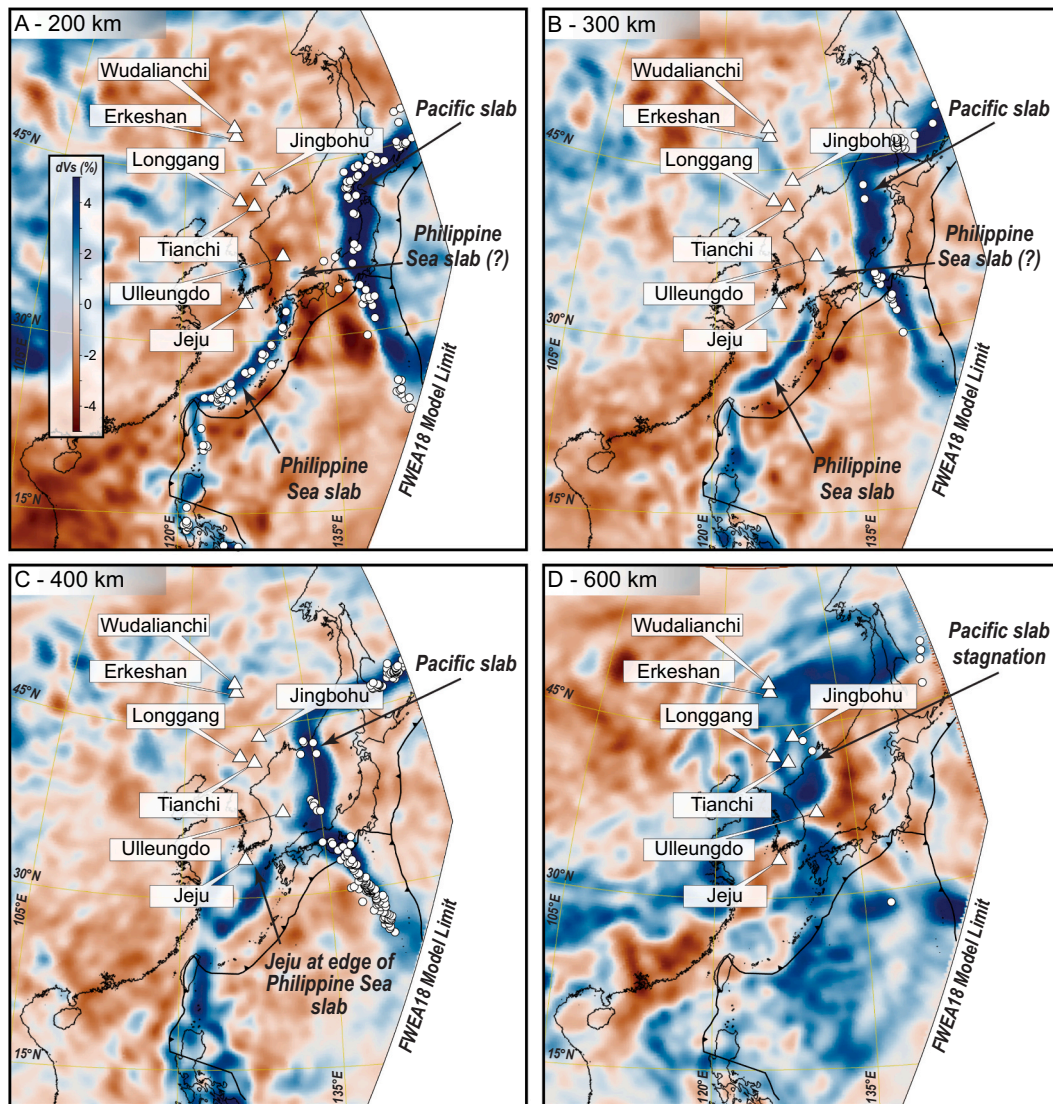 A - 200 km
Wudalianchi
Erkeshan
Pacific slab
45°N
Jingbohu
Longgang
dVs (%)
4
2
0
-2
-4
Tianchi
Philippine
Sea slab (?)
Ulleungdo
30°N
105°E
Jeju
FWEA18 Model Limit
Philippine
Sea slab
15°N
120°E
135°E
B - 300 km
Wudalianchi
Erkeshan
Pacific slab
45°N
Jingbohu
Longgang
Tianchi
Philippine
Sea slab (?)
Ulleungdo
30°N
105°E
Jeju
FWEA18 Model Limit
Philippine
Sea slab
15°N
120°E
135°E
C - 400 km
Wudalianchi
Erkeshan
Pacific slab
45°N
Jingbohu
Longgang
Tianchi
Ulleungdo
30°N
105°E
Jeju
FWEA18 Model Limit
Jeju at edge of
Philippine Sea
slab
15°N
120°E
135°E
D - 600 km
Wudalianchi
Erkeshan
Pacific slab
stagnation
45°N
Jingbohu
Longgang
Tianchi
Ulleungdo
30°N
105°E
Jeju
FWEA18 Model Limit
15°N
120°E
135°E